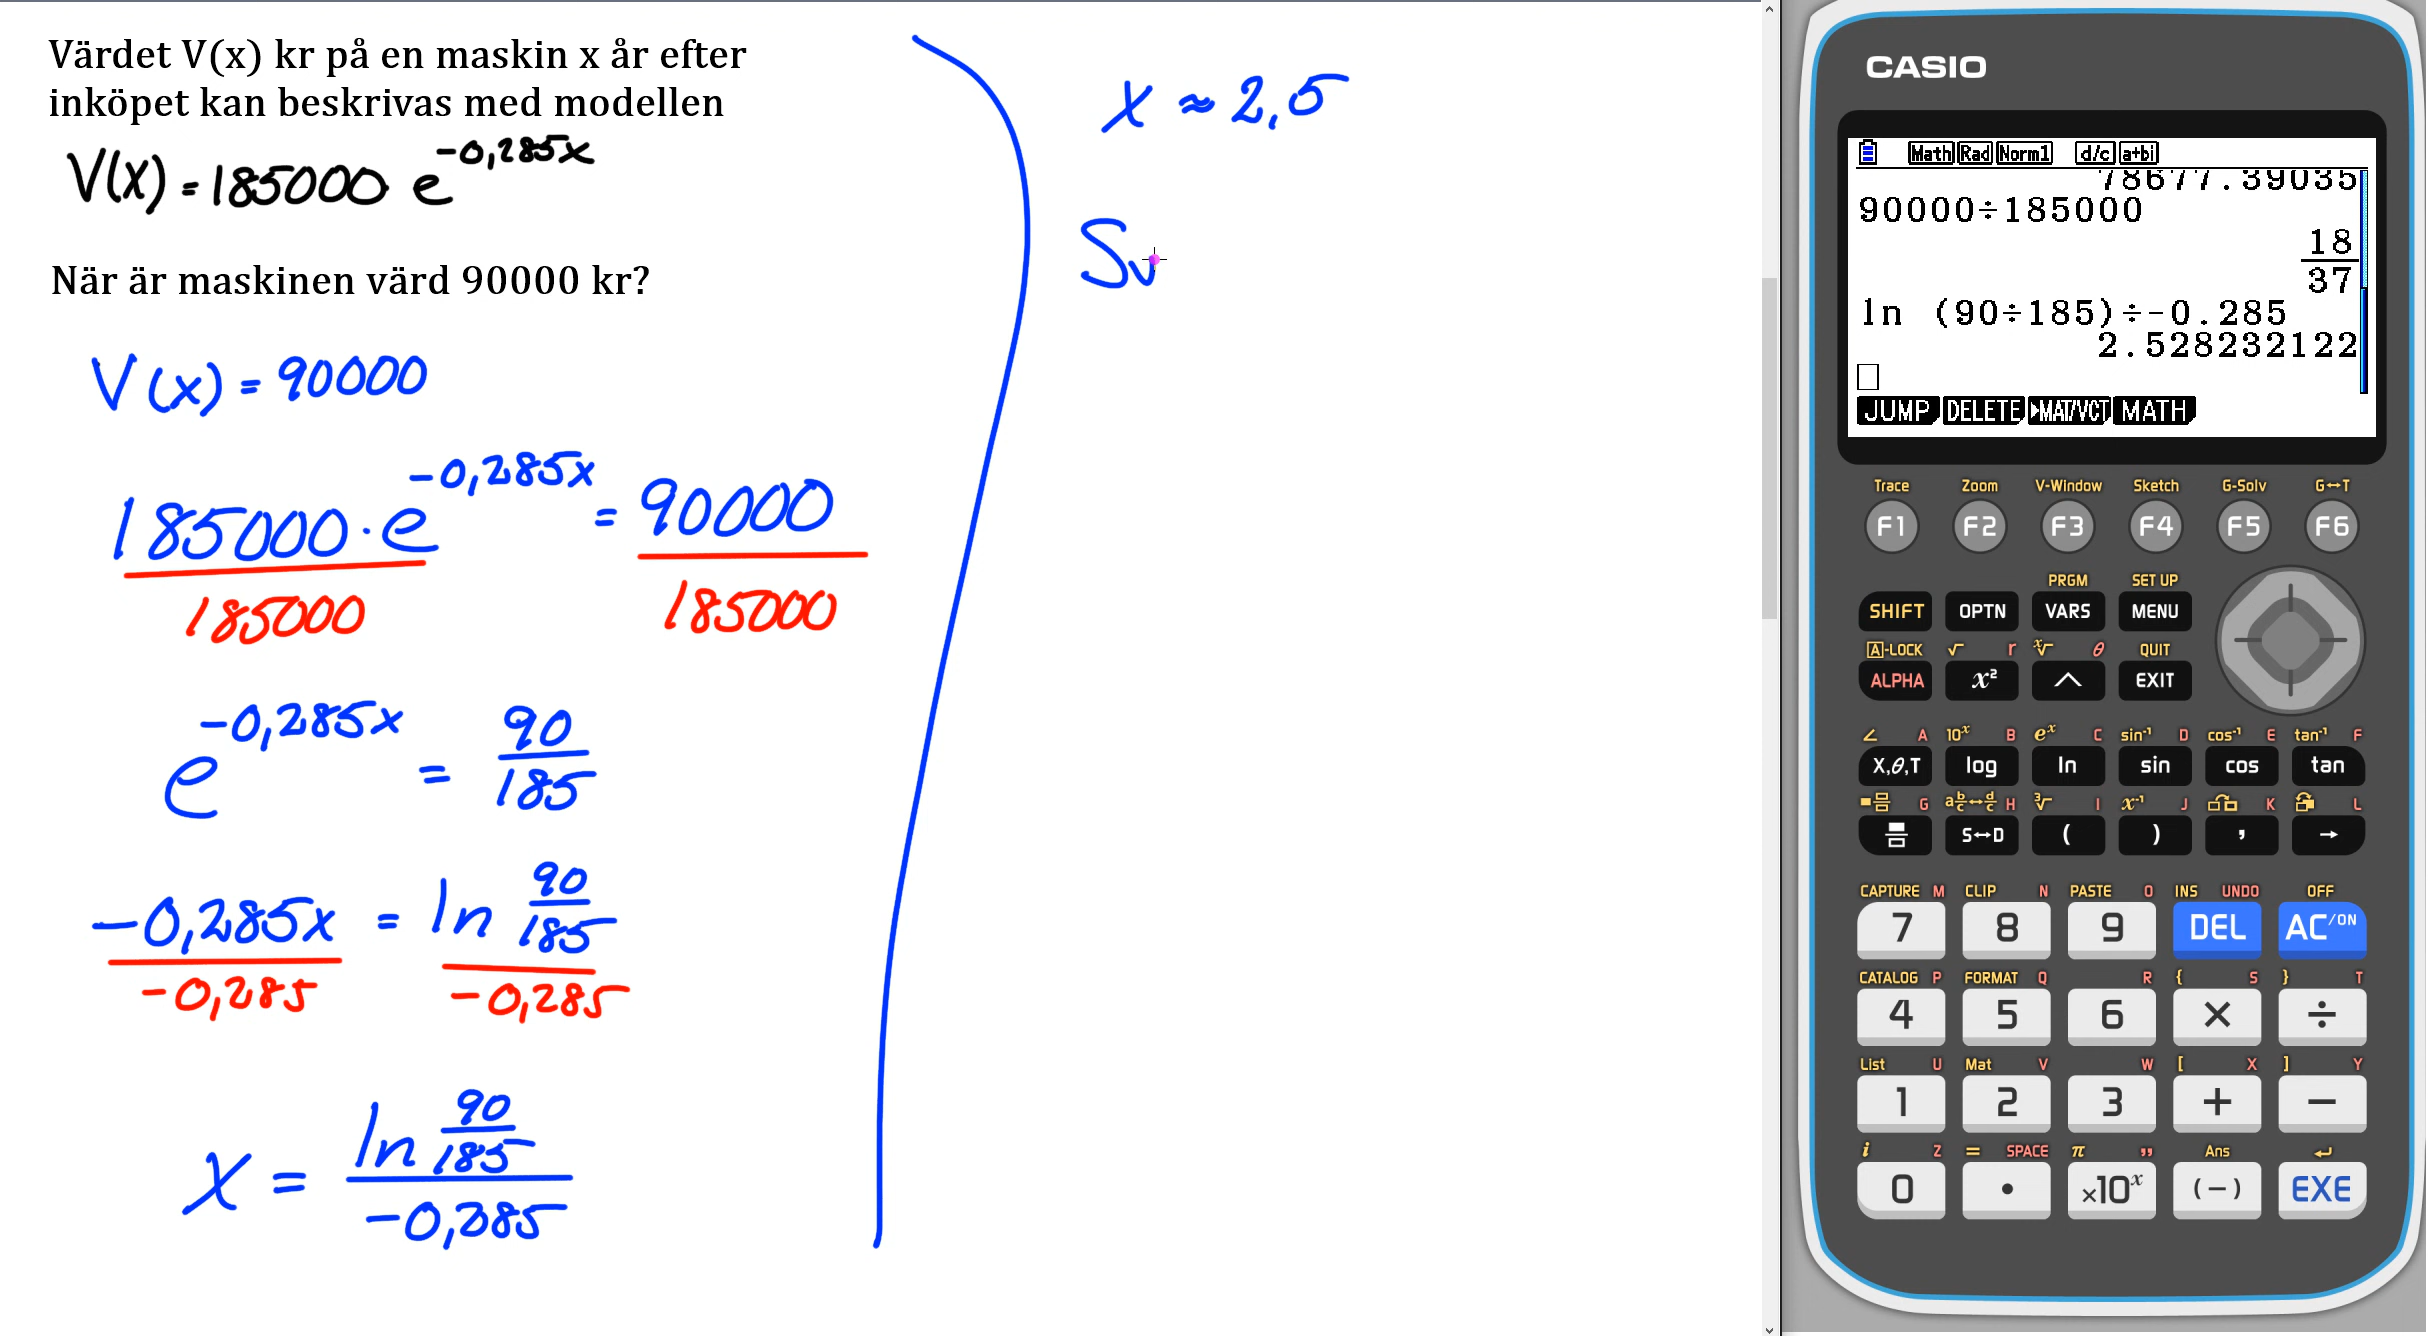 Värdet V(x) kr på en maskin x år efter
inköpet kan beskrivas med modellen
V(x) = 185000 e^-0,285x
När är maskinen värd 90000 kr?
V(x) = 90000
185000 · e^-0,285x = 90000
185000 185000
e^-0,285x = 90/185
-0,285x = ln 90/185
-0,285 -0,285
x = ln 90/185
-0,285
x ≈ 2,5
Sv
CASIO
Math Rad Norm1 d/c a+bi
78677.39035
90000÷185000
18
37
ln (90÷185)÷-0.285
2.528232122
JUMP DELETE ▶MAT/VCT MATH
Trace Zoom V-Window Sketch G-Solv G↔T
F1 F2 F3 F4 F5 F6
PRGM SET UP
SHIFT OPTN VARS MENU
A-LOCK √ r ˣ√ θ QUIT
ALPHA x² ^ EXIT
∠ A 10ˣ B eˣ C sin⁻¹ D cos⁻¹ E tan⁻¹ F
X,θ,T log ln sin cos tan
G a b/c↔d/c H ³√ I x⁻¹ J K L
S↔D ( ) , →
CAPTURE M CLIP N PASTE O INS UNDO OFF
7 8 9 DEL AC/ON
CATALOG P FORMAT Q R { S } T
4 5 6 × ÷
List U Mat V W [ X ] Y
1 2 3 + −
i Z = SPACE π " Ans ↵
0 • ×10ˣ (−) EXE